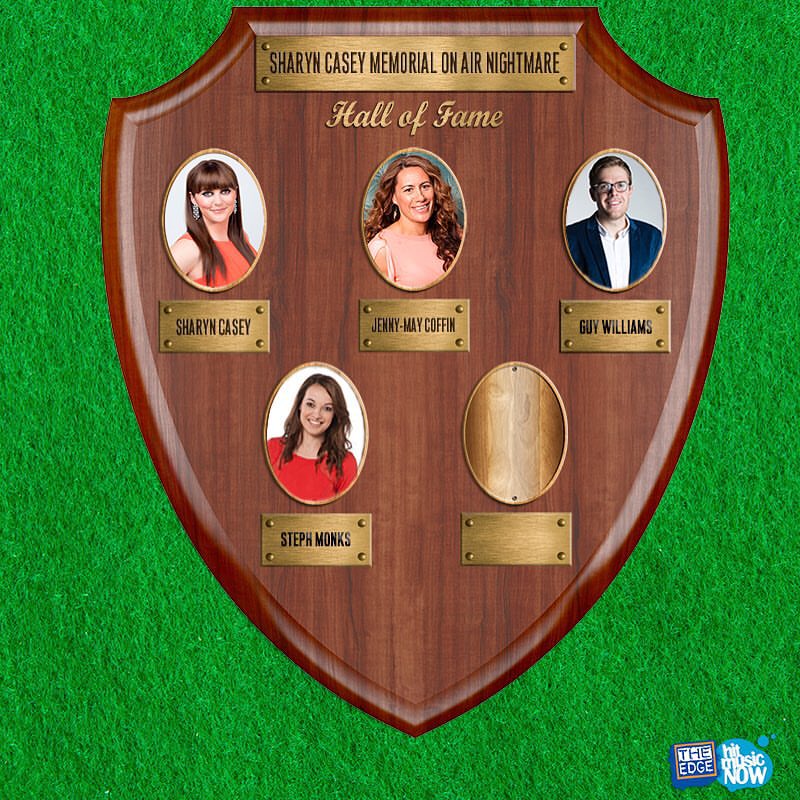 SHARYN CASEY MEMORIAL ON AIR NIGHTMARE
Hall of Fame
SHARYN CASEY
JENNY-MAY COFFIN
GUY WILLIAMS
STEPH MONKS
THE
EDGE
hit
music
NOW